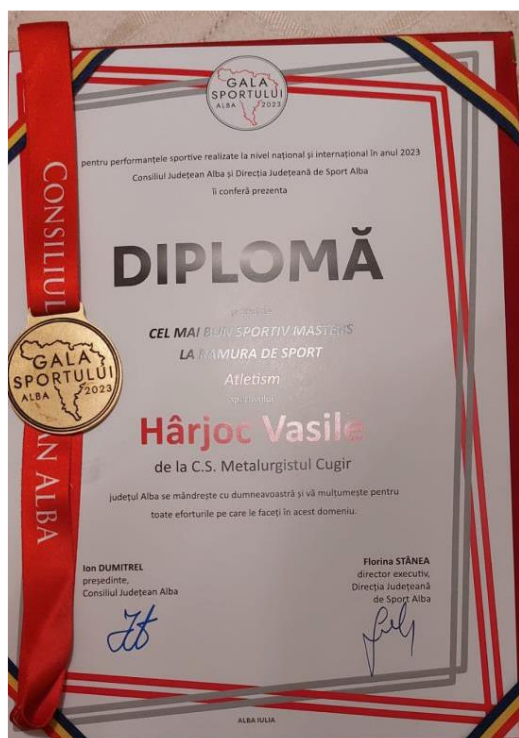 GALA
SPORTULUI
ALBA 2023
pentru performanțele sportive realizate la nivel național și internațional în anul 2023
Consiliul Județean Alba și Direcția Județeană de Sport Alba
îi conferă prezenta
DIPLOMĂ
CEL MAI BUN SPORTIV MASTERS
LA RAMURA DE SPORT
Atletism
sportivului
Hârjoc Vasile
de la C.S. Metalurgistul Cugir
județul Alba se mândrește cu dumneavoastră și vă mulțumește pentru
toate eforturile pe care le faceți în acest domeniu.
Ion DUMITREL
președinte,
Consiliul Județean Alba
Florina STÂNEA
director executiv,
Direcția Județeană
de Sport Alba
ALBA IULIA
CONSILIUL
GALA
SPORTULUI
ALBA 2023
AN ALBA